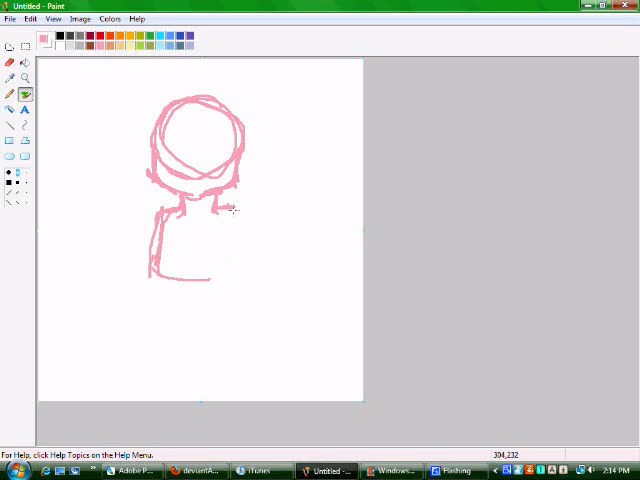 Untitled - Paint
File Edit View Image Colors Help
A
For Help, click Help Topics on the Help Menu.
304,232
Adobe P...
deviantA...
iTunes
Untitled -...
Windows...
Flashing
2:14 PM